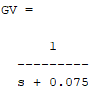 GV =
1
---------
s + 0.075